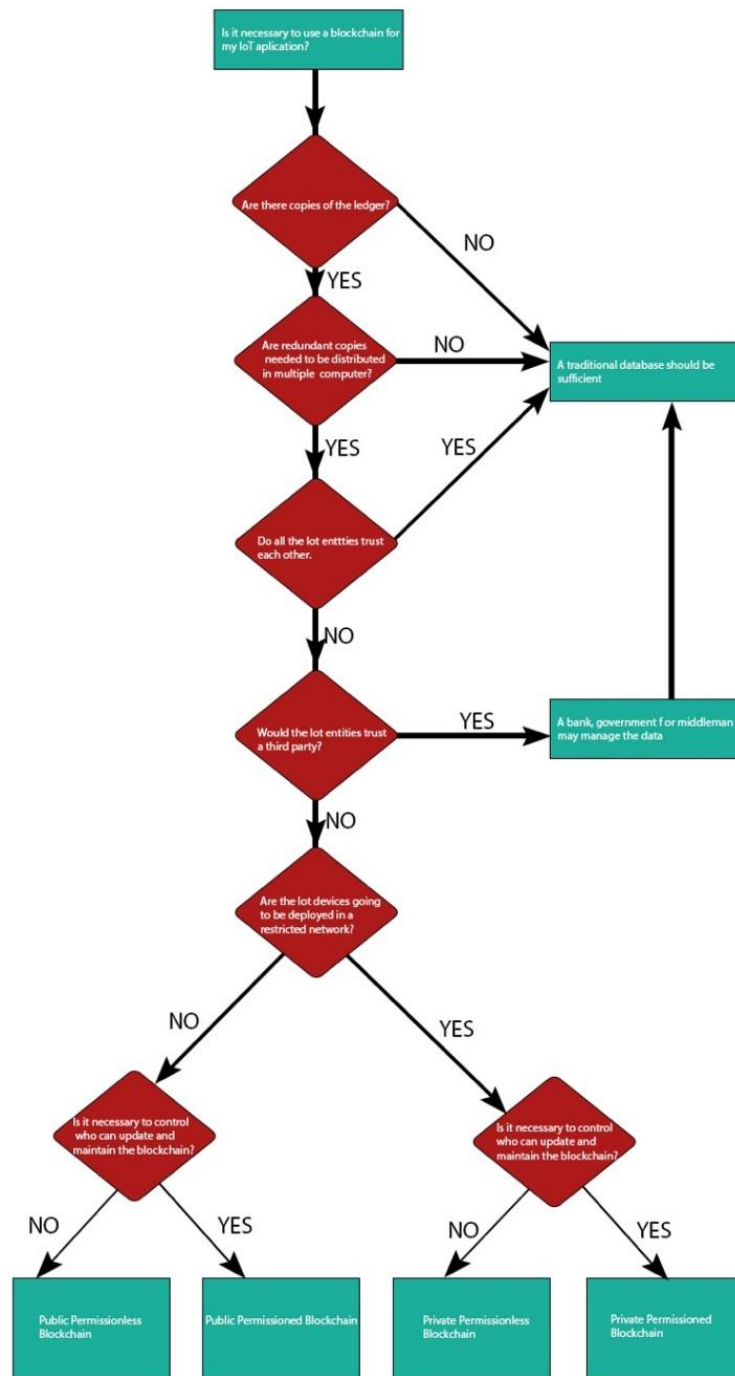 Is it necessary to use a blockchain for
my IoT aplication?
Are there copies of the ledger?
NO
YES
Are redundant copies
needed to be distributed
in multiple computer?
NO
A traditional database should be
sufficient
YES
YES
Do all the lot enttties trust
each other.
NO
Would the lot entities trust
a third party?
YES
A bank, government f or middleman
may manage the data
NO
Are the lot devices going
to be deployed in a
restricted network?
NO
YES
Is it necessary to control
who can update and
maintain the blockchain?
Is it necessary to control
who can update and
maintain the blockchain?
NO
YES
NO
YES
Public Permissionless
Blockchain
Public Permissioned Blockchain
Private Permissionless
Blockchain
Private Permissioned
Blockchain